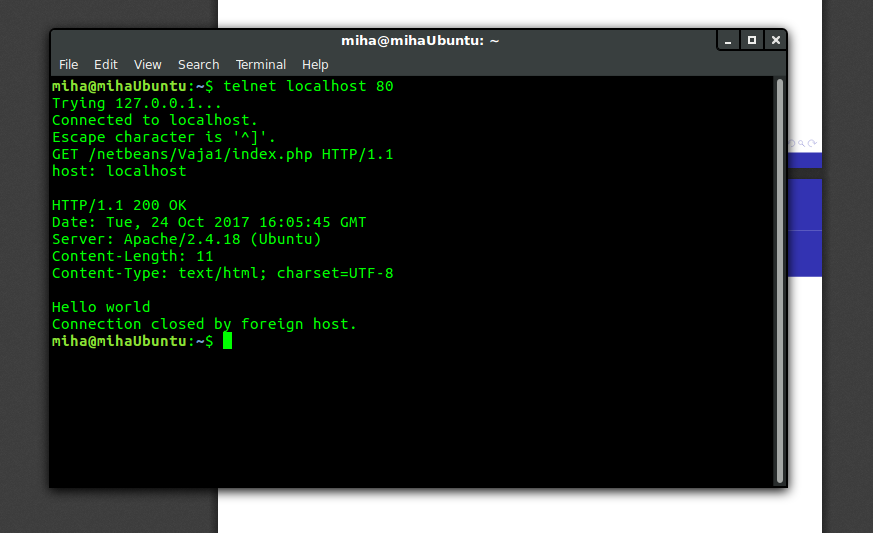 miha@mihaUbuntu: ~
File Edit View Search Terminal Help
miha@mihaUbuntu:~$ telnet localhost 80
Trying 127.0.0.1...
Connected to localhost.
Escape character is '^]'.
GET /netbeans/Vaja1/index.php HTTP/1.1
host: localhost

HTTP/1.1 200 OK
Date: Tue, 24 Oct 2017 16:05:45 GMT
Server: Apache/2.4.18 (Ubuntu)
Content-Length: 11
Content-Type: text/html; charset=UTF-8

Hello world
Connection closed by foreign host.
miha@mihaUbuntu:~$